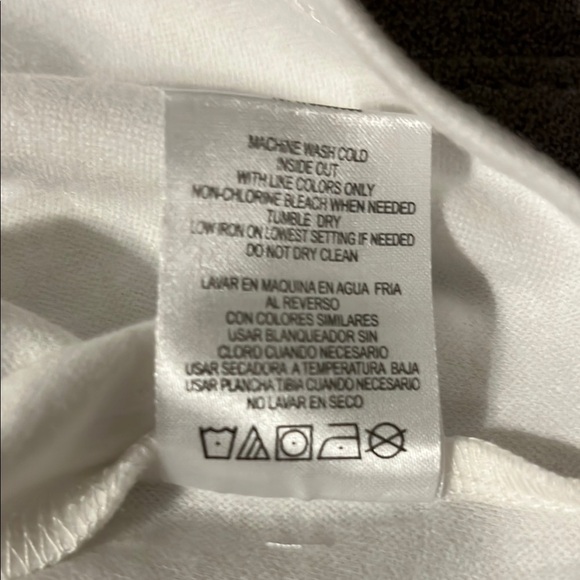 MACHINE WASH COLD
INSIDE OUT
WITH LIKE COLORS ONLY
NON-CHLORINE BLEACH WHEN NEEDED
TUMBLE DRY
LOW IRON ON LOWEST SETTING IF NEEDED
DO NOT DRY CLEAN
LAVAR EN MAQUINA EN AGUA FRIA
AL REVERSO
CON COLORES SIMILARES
USAR BLANQUEADOR SIN
CLORO CUANDO NECESARIO
USAR SECADORA A TEMPERATURA BAJA
USAR PLANCHA TIBIA CUANDO NECESARIO
NO LAVAR EN SECO